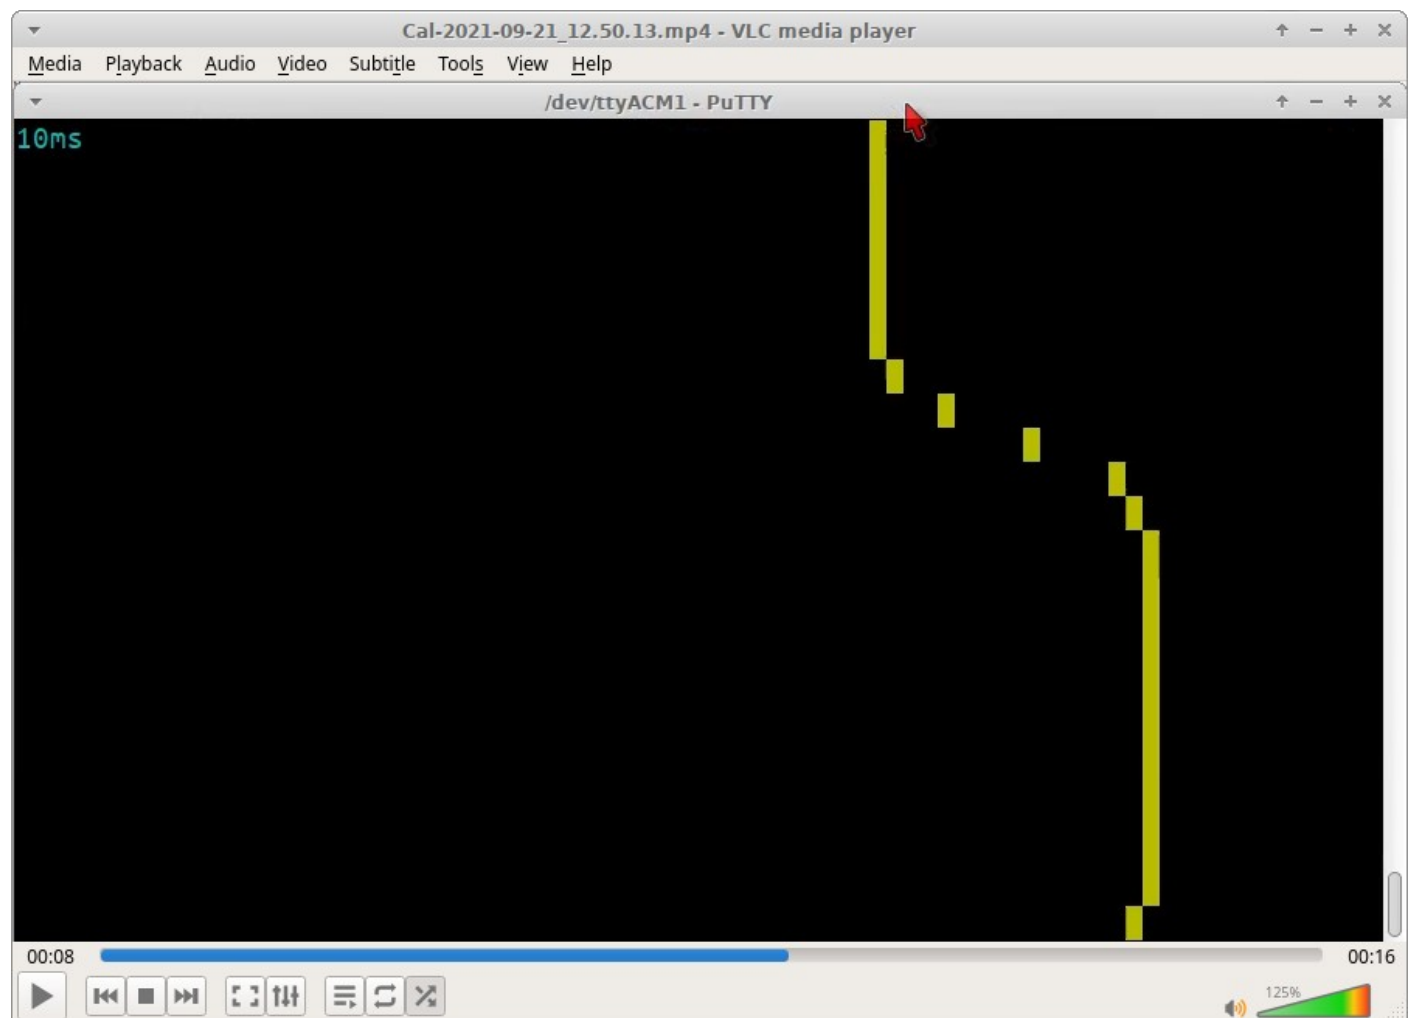 Cal-2021-09-21_12.50.13.mp4 - VLC media player
Media Playback Audio Video Subtitle Tools View Help
/dev/ttyACM1 - PuTTY
10ms
00:08 00:16
125%